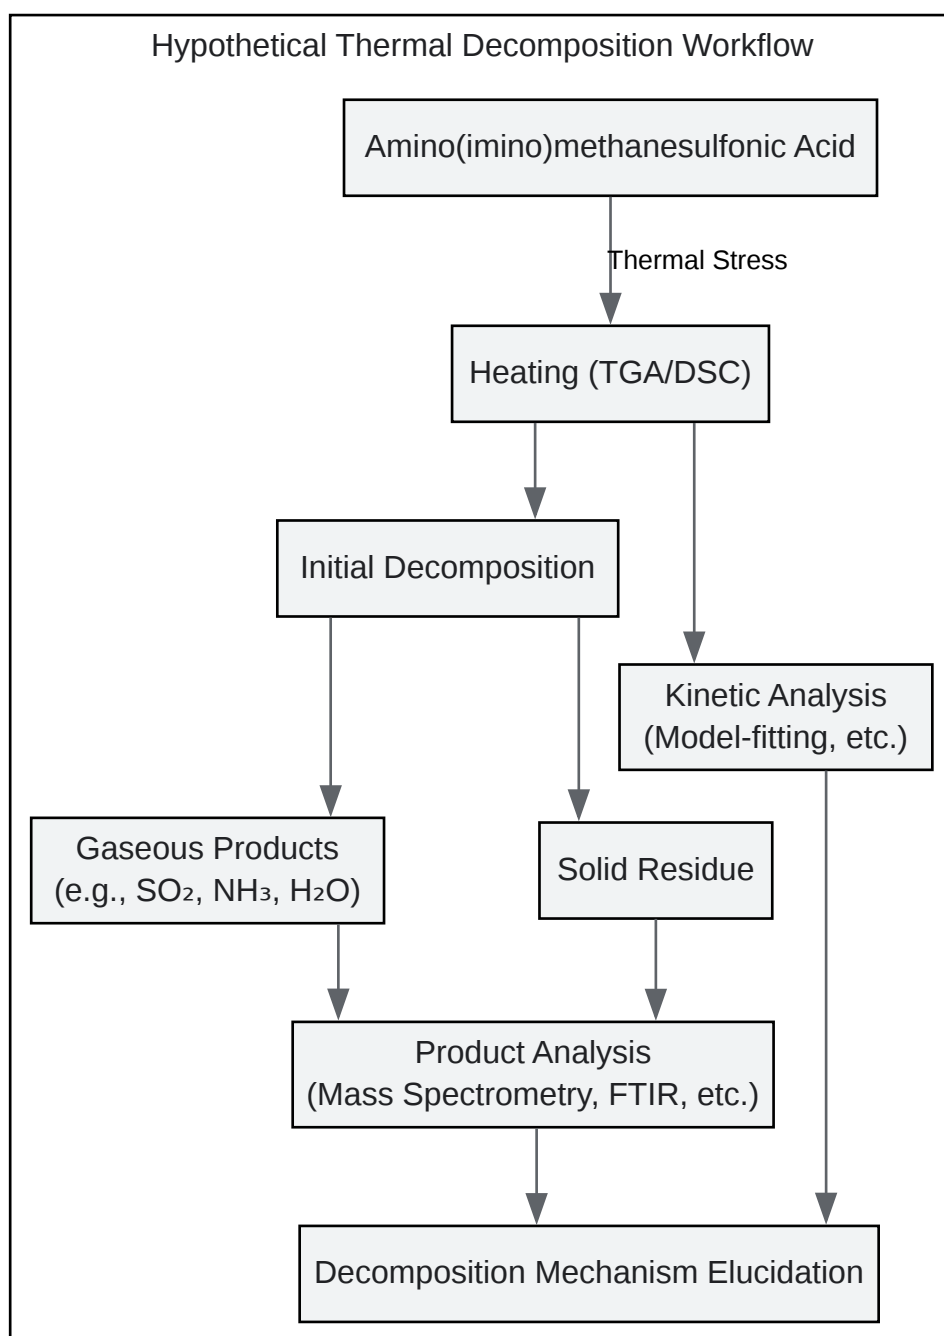 Hypothetical Thermal Decomposition Workflow
Amino(imino)methanesulfonic Acid
Thermal Stress
Heating (TGA/DSC)
Initial Decomposition
Kinetic Analysis
(Model-fitting, etc.)
Gaseous Products
(e.g., SO₂, NH₃, H₂O)
Solid Residue
Product Analysis
(Mass Spectrometry, FTIR, etc.)
Decomposition Mechanism Elucidation